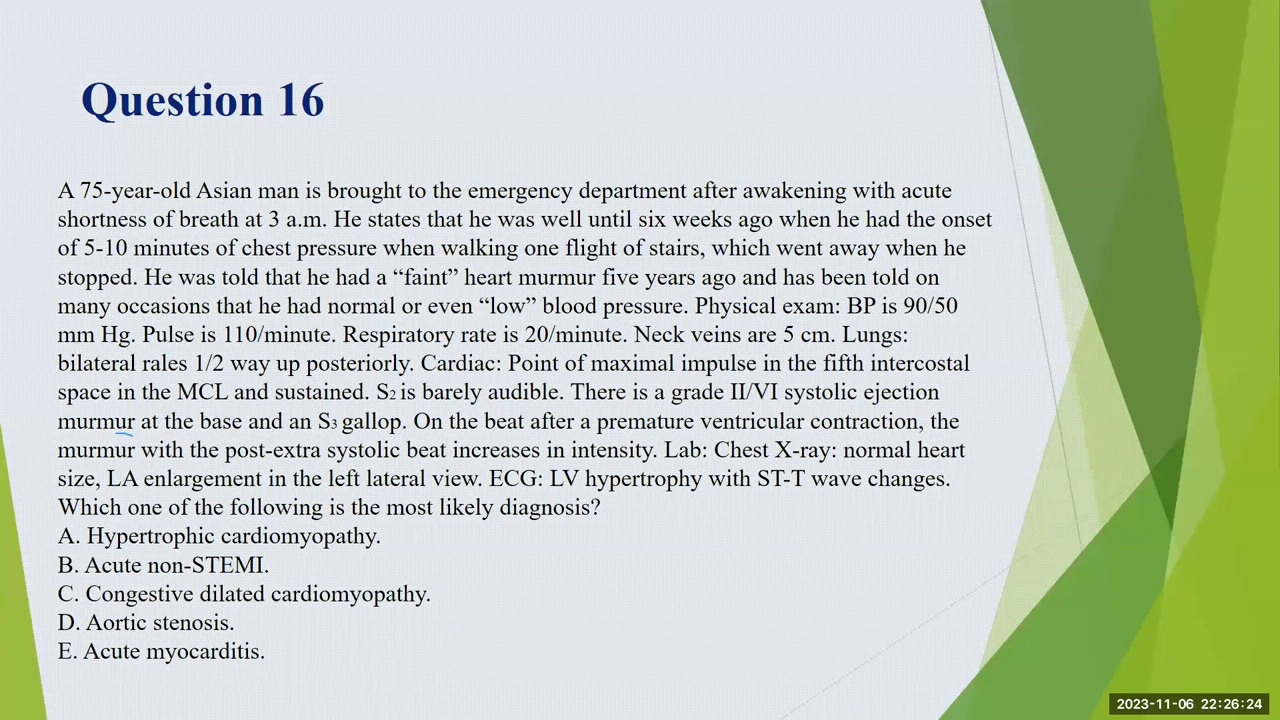 Question 16
A 75-year-old Asian man is brought to the emergency department after awakening with acute
shortness of breath at 3 a.m. He states that he was well until six weeks ago when he had the onset
of 5-10 minutes of chest pressure when walking one flight of stairs, which went away when he
stopped. He was told that he had a “faint” heart murmur five years ago and has been told on
many occasions that he had normal or even “low” blood pressure. Physical exam: BP is 90/50
mm Hg. Pulse is 110/minute. Respiratory rate is 20/minute. Neck veins are 5 cm. Lungs:
bilateral rales 1/2 way up posteriorly. Cardiac: Point of maximal impulse in the fifth intercostal
space in the MCL and sustained. S₂ is barely audible. There is a grade II/VI systolic ejection
murmur at the base and an S₃ gallop. On the beat after a premature ventricular contraction, the
murmur with the post-extra systolic beat increases in intensity. Lab: Chest X-ray: normal heart
size, LA enlargement in the left lateral view. ECG: LV hypertrophy with ST-T wave changes.
Which one of the following is the most likely diagnosis?
A. Hypertrophic cardiomyopathy.
B. Acute non-STEMI.
C. Congestive dilated cardiomyopathy.
D. Aortic stenosis.
E. Acute myocarditis.
2023-11-06 22:26:24